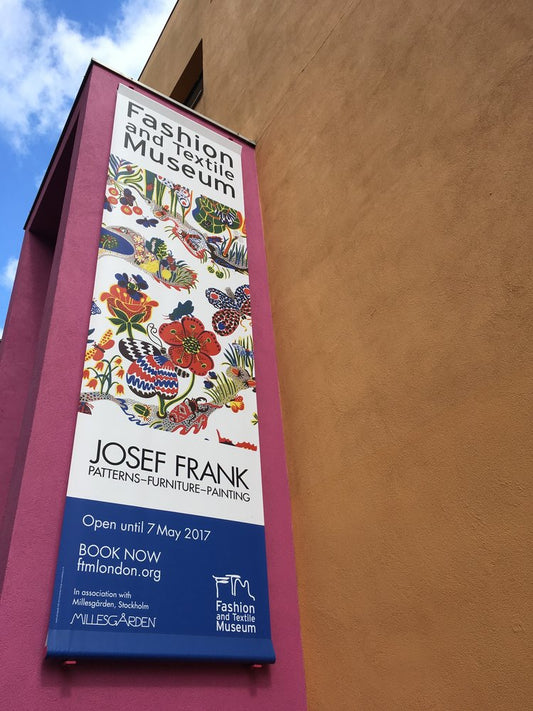 Fashion
and Textile
Museum
JOSEF FRANK
PATTERNS–FURNITURE–PAINTING
Open until 7 May 2017
BOOK NOW
ftmlondon.org
In association with
Millesgården, Stockholm
MILLESGÅRDEN
FTM
Fashion
and Textile
Museum